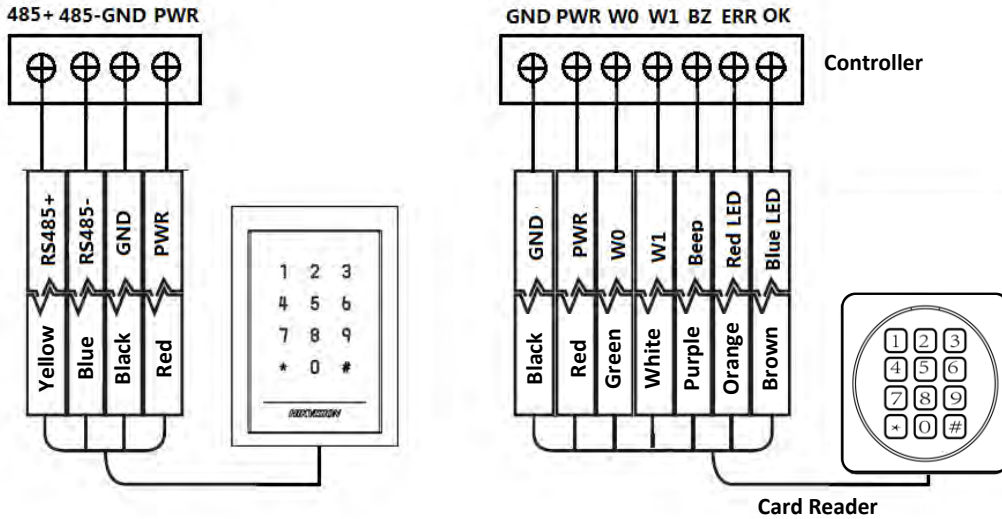 485+ 485-GND PWR
RS485+
RS485-
GND
PWR
Yellow
Blue
Black
Red
1 2 3
4 5 6
7 8 9
* 0 #
HIKVISION
GND PWR W0 W1 BZ ERR OK
Controller
GND
PWR
W0
W1
Beep
Red LED
Blue LED
Black
Red
Green
White
Purple
Orange
Brown
1 2 3
4 5 6
7 8 9
* 0 #
Card Reader